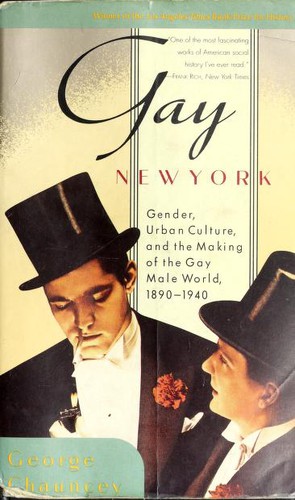 "One of the most fascinating
works of American social
history I've ever read."
—FRANK RICH, NEW YORK TIMES
Gay
NEW YORK
Gender,
Urban Culture,
and the Making
of the Gay
Male World,
1890–1940
George
Chauncey